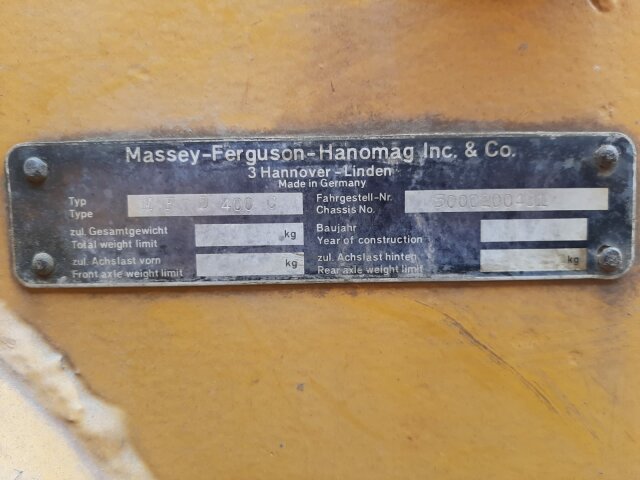 Massey-Ferguson-Hanomag Inc. & Co.
3 Hannover-Linden
Made in Germany
Typ
Type
D 400 C
Fahrgestell-Nr.
Chassis No.
zul. Gesamtgewicht
Total weight limit
kg
Baujahr
Year of construction
zul. Achslast vorn
Front axle weight limit
kg
zul. Achslast hinten
Rear axle weight limit
kg